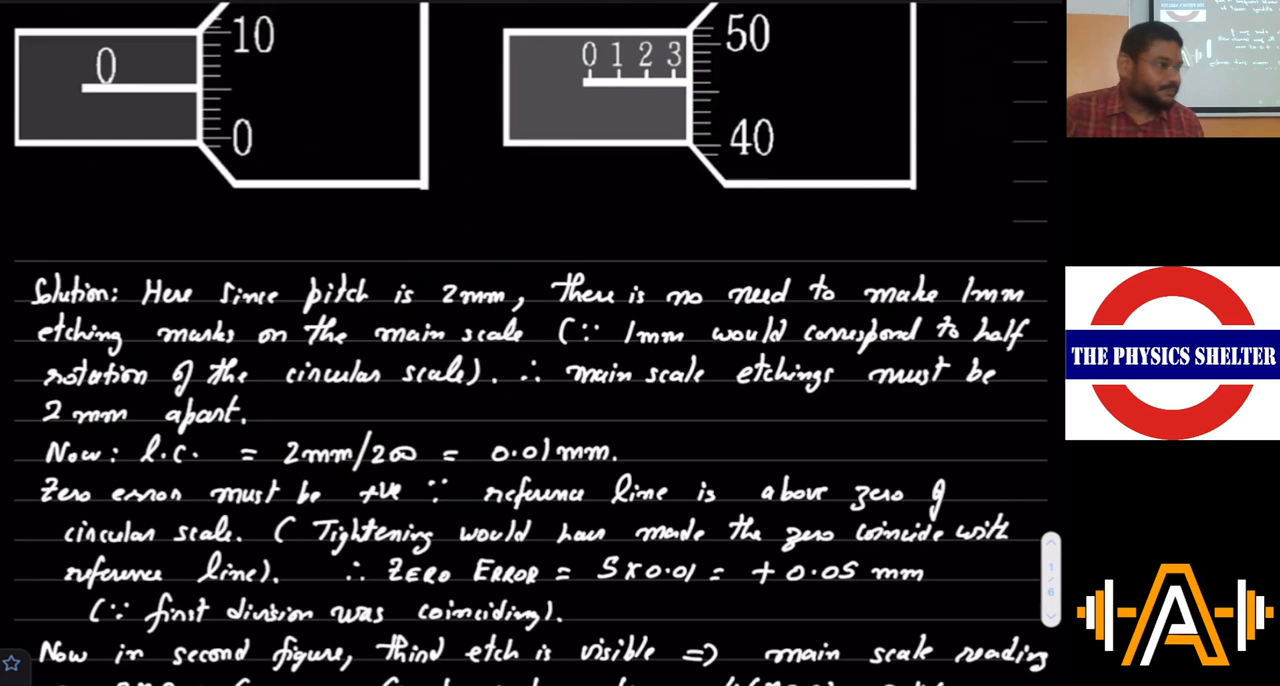 10
0
0
50
0 1 2 3
40
Solution: Here since pitch is 2mm, there is no need to make 1mm
etching marks on the main scale (∵ 1mm would correspond to half
rotation of the circular scale). ∴ main scale etchings must be
2 mm apart.
Now: l.c. = 2mm/200 = 0.01mm.
Zero error must be +ve ∵ reference line is above zero of
circular scale. ( Tightening would have made the zero coincide with
reference line). ∴ ZERO ERROR = 5×0.01 = +0.05 mm
(∵ first division was coinciding).
Now in second figure, third etch is visible => main scale reading
THE PHYSICS SHELTER
1/6
A